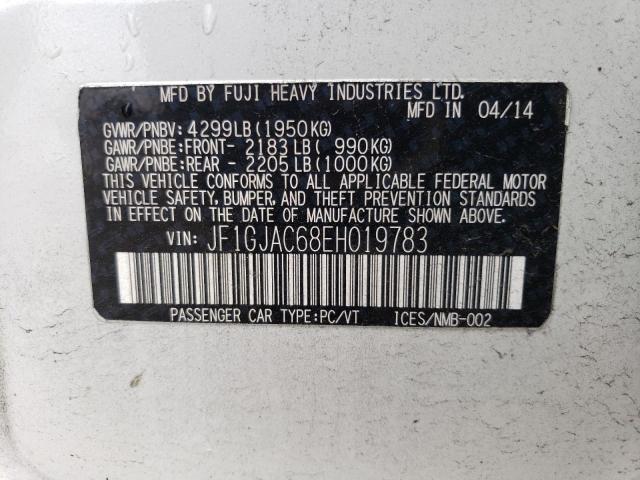 MFD BY FUJI HEAVY INDUSTRIES LTD.
MFD IN 04/14
GVWR/PNBV: 4299LB(1950KG)
GAWR/PNBE:FRONT- 2183LB( 990KG)
GAWR/PNBE:REAR - 2205LB(1000KG)
THIS VEHICLE CONFORMS TO ALL APPLICABLE FEDERAL MOTOR
VEHICLE SAFETY, BUMPER, AND THEFT PREVENTION STANDARDS
IN EFFECT ON THE DATE OF MANUFACTURE SHOWN ABOVE.
VIN: JF1GJAC68EH019783
PASSENGER CAR TYPE:PC/VT ICES/NMB-002